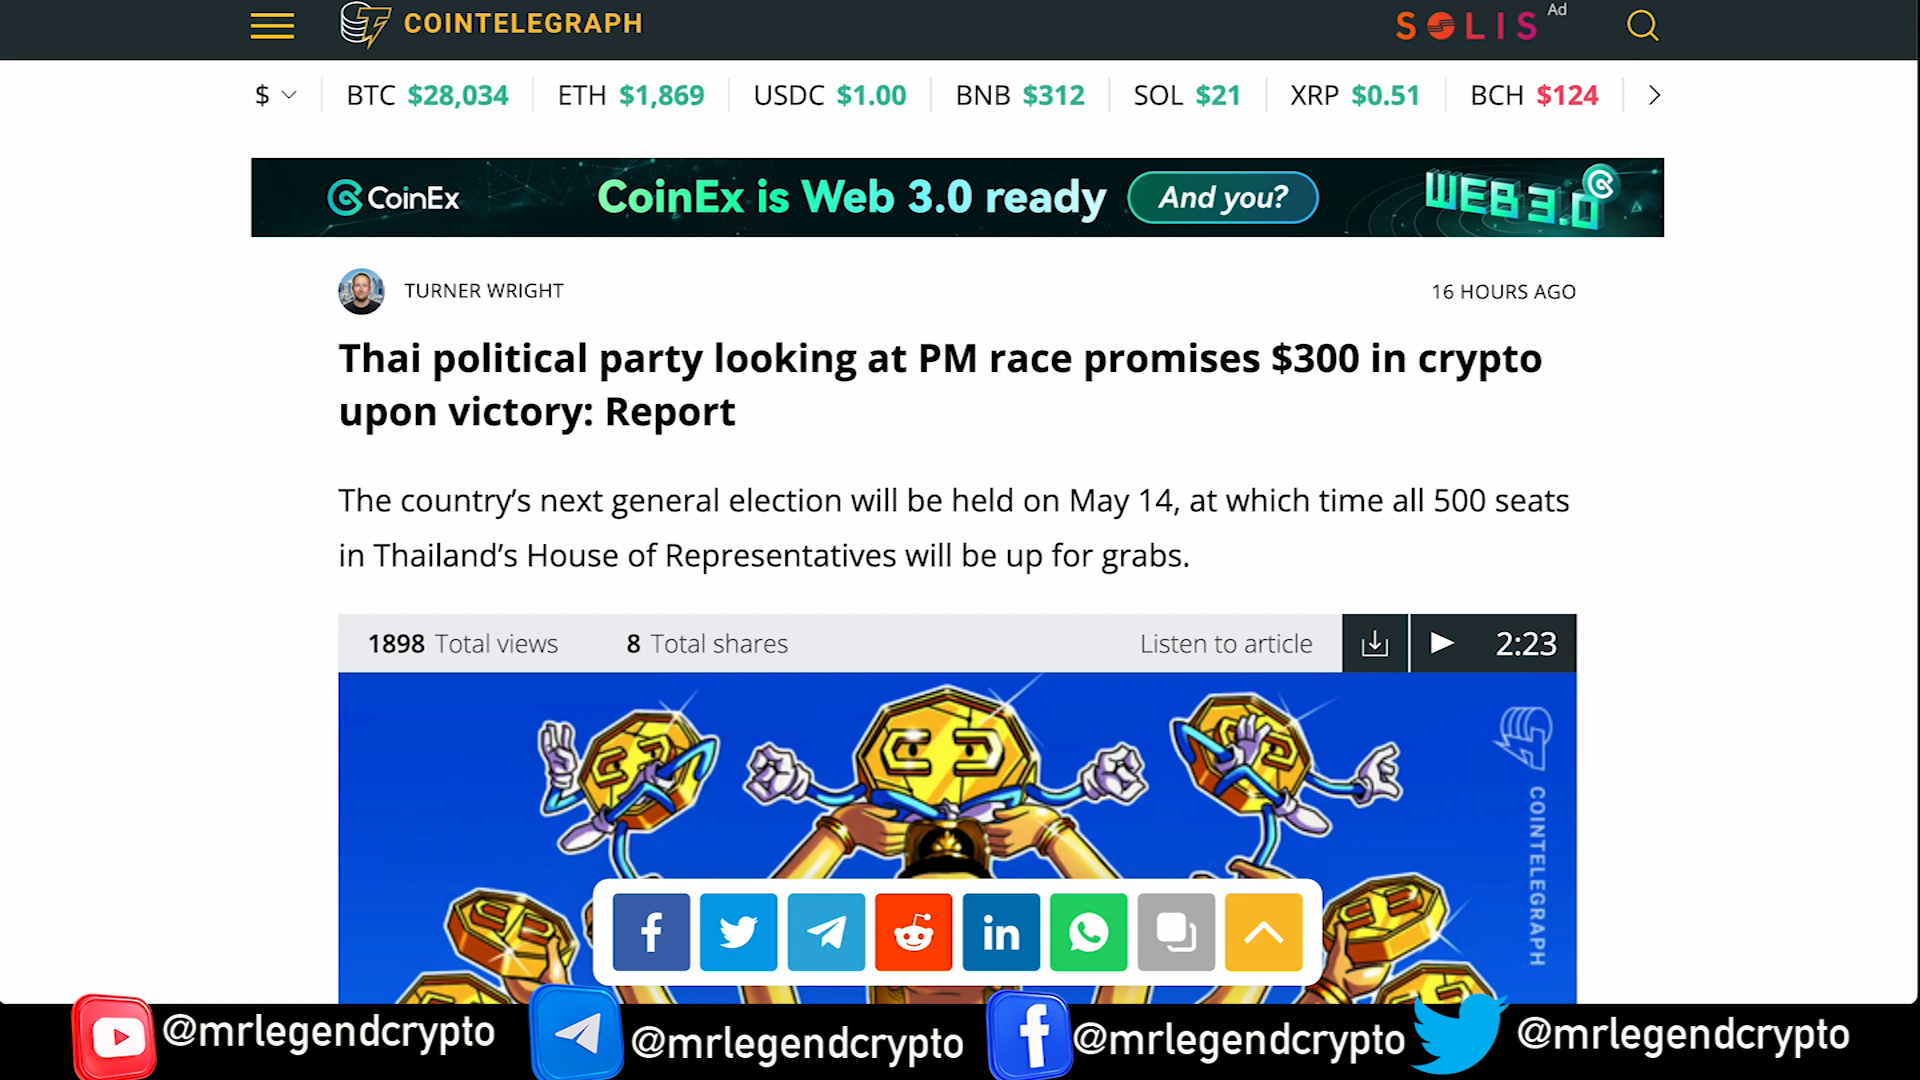 COINTELEGRAPH
SOLIS Ad
$ BTC $28,034 ETH $1,869 USDC $1.00 BNB $312 SOL $21 XRP $0.51 BCH $124
CoinEx CoinEx is Web 3.0 ready And you? WEB 3.0
TURNER WRIGHT 16 HOURS AGO
Thai political party looking at PM race promises $300 in crypto
upon victory: Report
The country's next general election will be held on May 14, at which time all 500 seats
in Thailand's House of Representatives will be up for grabs.
1898 Total views 8 Total shares Listen to article 2:23
COINTELEGRAPH
f in
@mrlegendcrypto @mrlegendcrypto f @mrlegendcrypto @mrlegendcrypto